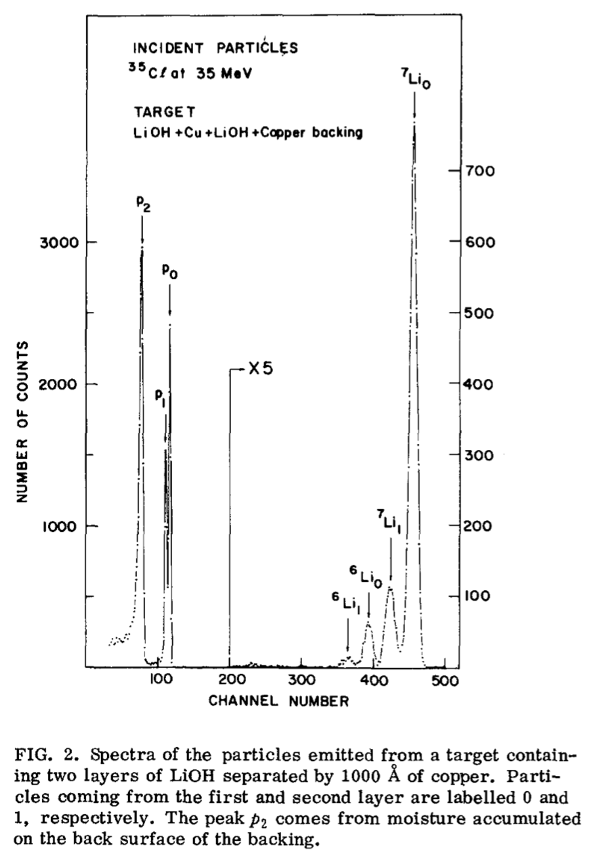 INCIDENT PARTICLES
³⁵Cℓ at 35 MeV
TARGET
LiOH + Cu + LiOH + Copper backing
⁷Li₀
p₂
p₀
p₁
X5
⁷Li₁
⁶Li₀
⁶Li₁
3000
2000
1000
700
600
500
400
300
200
100
NUMBER OF COUNTS
100 200 300 400 500
CHANNEL NUMBER
FIG. 2. Spectra of the particles emitted from a target contain-
ing two layers of LiOH separated by 1000 Å of copper. Parti-
cles coming from the first and second layer are labelled 0 and
1, respectively. The peak p₂ comes from moisture accumulated
on the back surface of the backing.